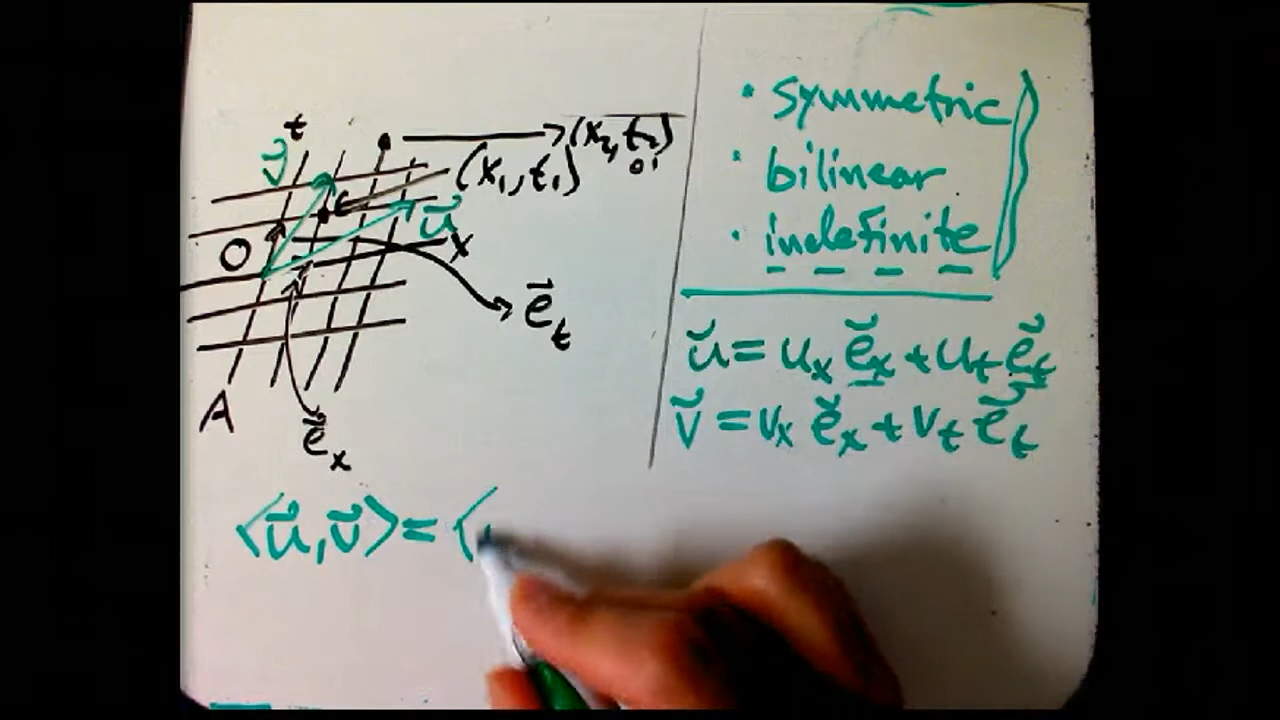 t
v⃗
(x₂, t₂)
(x₁, t₁)
u⃗
O
x
e⃗ₜ
A
e⃗ₓ
• symmetric
• bilinear
• indefinite
u⃗ = uₓ e⃗ₓ + uₜ e⃗ₜ
v⃗ = vₓ e⃗ₓ + vₜ e⃗ₜ
⟨u⃗, v⃗⟩ = ⟨